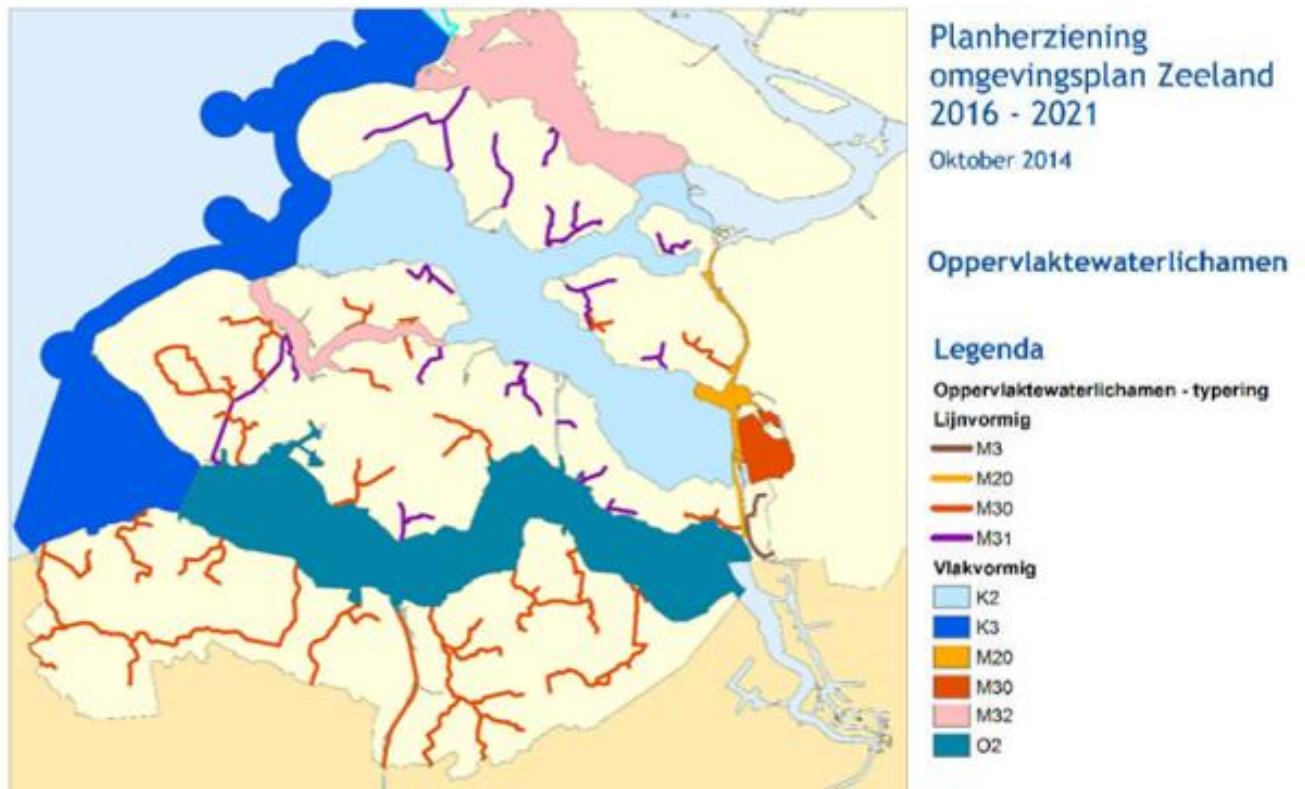 Planherziening
omgevingsplan Zeeland
2016 - 2021
Oktober 2014
Oppervlaktewaterlichamen
Legenda
Oppervlaktewaterlichamen - typering
Lijnvormig
M3
M20
M30
M31
Vlakvormig
K2
K3
M20
M30
M32
O2